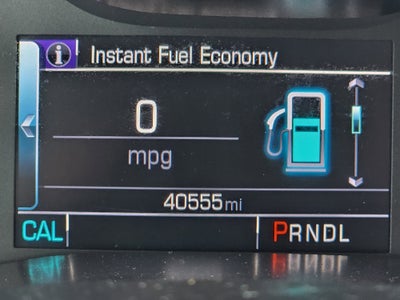 i Instant Fuel Economy
0
mpg
40555mi
CAL PRNDL